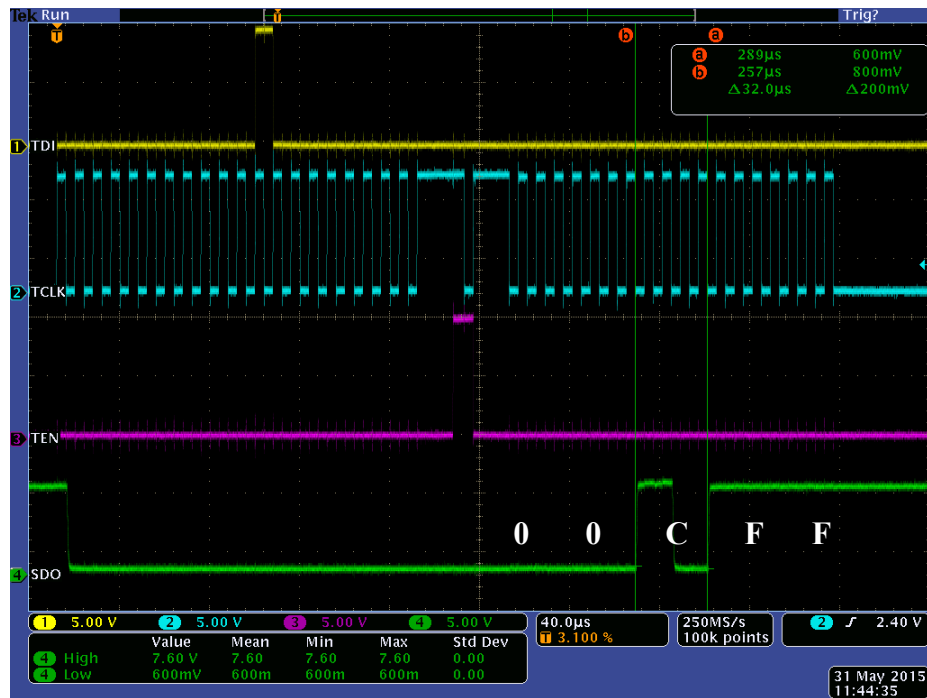 Tek Run Trig?
T
T
b a
a 289µs 600mV
b 257µs 800mV
Δ32.0µs Δ200mV
1 TDI
2 TCLK
3 TEN
0 0 C F F
4 SDO
1 5.00 V 2 5.00 V 3 5.00 V 4 5.00 V
40.0µs 250MS/s 2 2.40 V
T 3.100 % 100k points
Value Mean Min Max Std Dev
4 High 7.60 V 7.60 7.60 7.60 0.00
4 Low 600mV 600m 600m 600m 0.00
31 May 2015
11:44:35